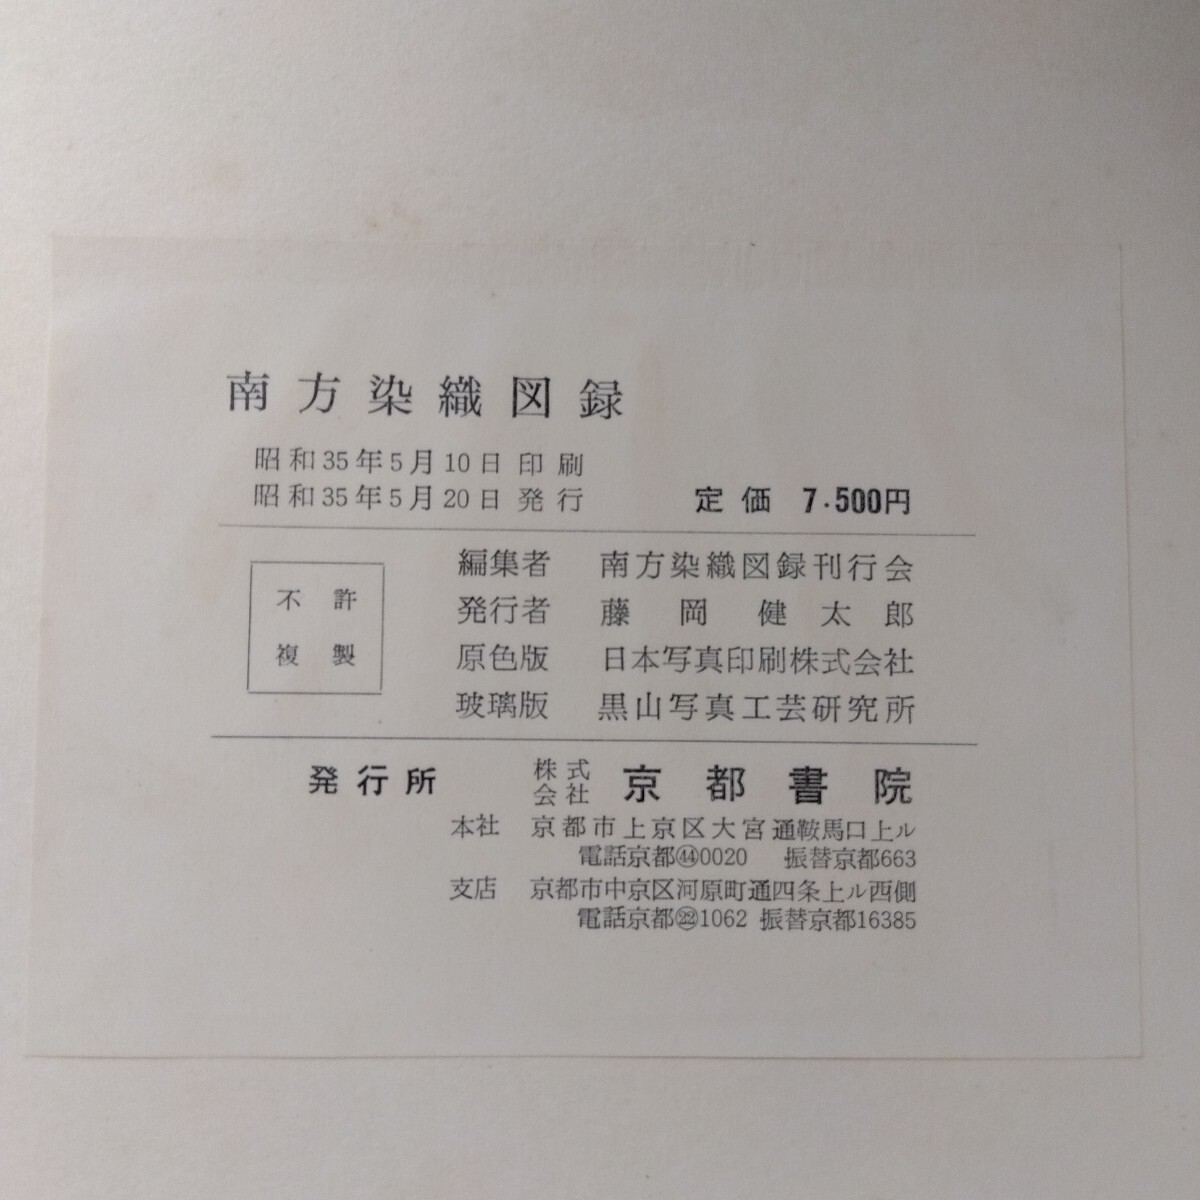 南方染織図録
昭和35年5月10日 印刷
昭和35年5月20日 発行
定価 7.500円
不許
複製
編集者 南方染織図録刊行会
発行者 藤岡健太郎
原色版 日本写真印刷株式会社
玻璃版 黒山写真工芸研究所
発行所 株式会社 京都書院
本社 京都市上京区大宮通鞍馬口上ル
電話京都㊹0020 振替京都663
支店 京都市中京区河原町通四条上ル西側
電話京都㉒1062 振替京都16385